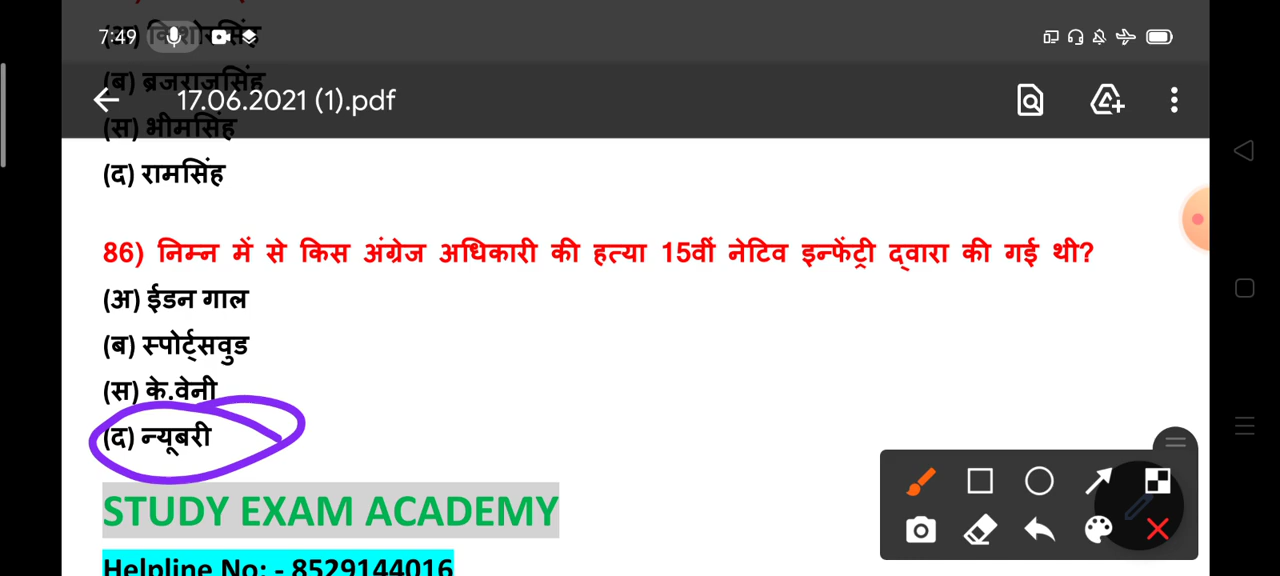 (अ) किशोरसिंह
7:49
(ब) ब्रजराजसिंह
17.06.2021 (1).pdf
(स) भीमसिंह
(द) रामसिंह
86) निम्न में से किस अंग्रेज अधिकारी की हत्या 15वीं नेटिव इन्फेंट्री द्वारा की गई थी?
(अ) ईडन गाल
(ब) स्पोर्ट्सवुड
(स) के.वेनी
(द) न्यूबरी
STUDY EXAM ACADEMY
Helpline No: - 8529144016